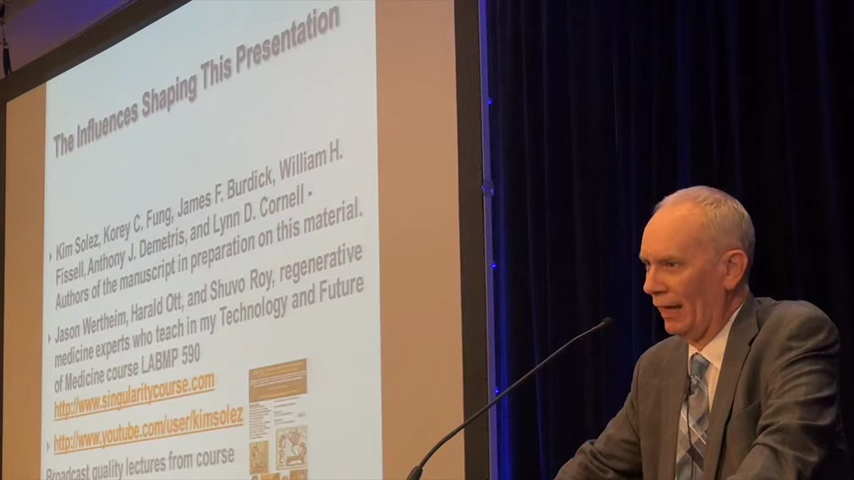 The Influences Shaping This Presentation
Kim Solez, Korey C. Fung, James F. Burdick, William H.
Fissell, Anthony J. Demetris, and Lynn D. Cornell -
Authors of the manuscript in preparation on this material.
Jason Wertheim, Harald Ott, and Shuvo Roy, regenerative
medicine experts who teach in my Technology, and Future
of Medicine course LABMP 590
http://www.singularitycourse.com
http://www.youtube.com/user/kimsolez
Broadcast quality lectures from course